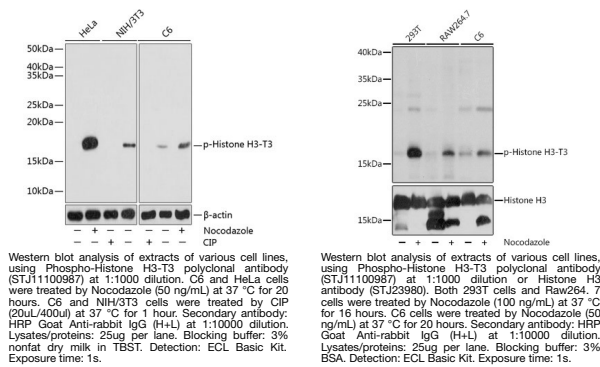 HeLa NIH/3T3 C6
50kDa
40kDa
35kDa
25kDa
20kDa
15kDa
10kDa
p-Histone H3-T3
β-actin
− + − − − + Nocodazole
− − + − + − CIP
Western blot analysis of extracts of various cell lines,
using Phospho-Histone H3-T3 polyclonal antibody
(STJ11100987) at 1:1000 dilution. C6 and HeLa cells
were treated by Nocodazole (50 ng/mL) at 37 °C for 20
hours. C6 and NIH/3T3 cells were treated by CIP
(20uL/400ul) at 37 °C for 1 hour. Secondary antibody:
HRP Goat Anti-rabbit IgG (H+L) at 1:10000 dilution.
Lysates/proteins: 25ug per lane. Blocking buffer: 3%
nonfat dry milk in TBST. Detection: ECL Basic Kit.
Exposure time: 1s.
293T RAW264.7 C6
40kDa
35kDa
25kDa
15kDa
p-Histone H3-T3
Histone H3
15kDa
− + − + − + Nocodazole
Western blot analysis of extracts of various cell lines,
using Phospho-Histone H3-T3 polyclonal antibody
(STJ11100987) at 1:1000 dilution or Histone H3
antibody (STJ23980). Both 293T cells and Raw264. 7
cells were treated by Nocodazole (100 ng/mL) at 37 °C
for 16 hours. C6 cells were treated by Nocodazole (50
ng/mL) at 37 °C for 20 hours. Secondary antibody: HRP
Goat Anti-rabbit IgG (H+L) at 1:10000 dilution.
Lysates/proteins: 25ug per lane. Blocking buffer: 3%
BSA. Detection: ECL Basic Kit. Exposure time: 1s.